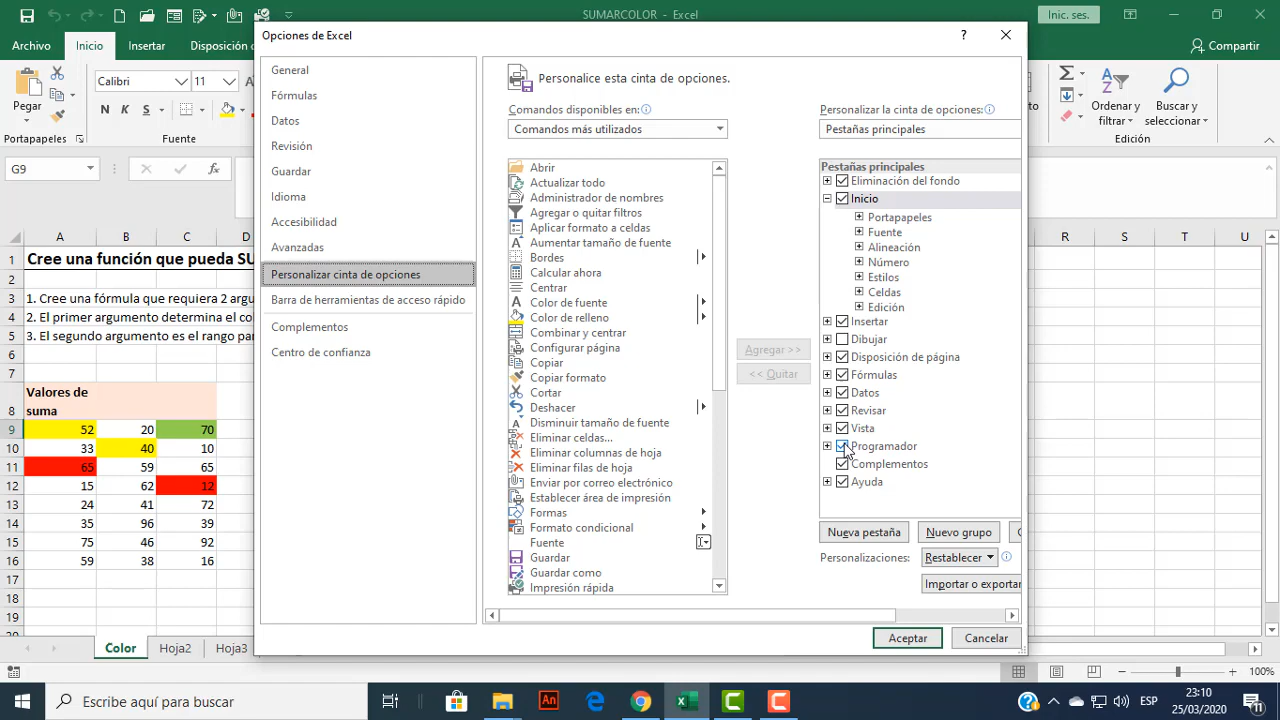 SUMARCOLOR - Excel
Inic. ses.
Opciones de Excel
Archivo
Inicio
Insertar
Disposición d
Compartir
Pegar
Calibri
11
N K S
Portapapeles
Fuente
Ordenar y
filtrar
Buscar y
seleccionar
Edición
G9
fx
General
Fórmulas
Datos
Revisión
Guardar
Idioma
Accesibilidad
Avanzadas
Personalizar cinta de opciones
Barra de herramientas de acceso rápido
Complementos
Centro de confianza
Personalice esta cinta de opciones.
Comandos disponibles en:
Comandos más utilizados
Abrir
Actualizar todo
Administrador de nombres
Agregar o quitar filtros
Aplicar formato a celdas
Aumentar tamaño de fuente
Bordes
Calcular ahora
Centrar
Color de fuente
Color de relleno
Combinar y centrar
Configurar página
Copiar
Copiar formato
Cortar
Deshacer
Disminuir tamaño de fuente
Eliminar celdas...
Eliminar columnas de hoja
Eliminar filas de hoja
Enviar por correo electrónico
Establecer área de impresión
Formas
Formato condicional
Fuente
Guardar
Guardar como
Impresión rápida
Agregar >>
<< Quitar
Personalizar la cinta de opciones:
Pestañas principales
Pestañas principales
Eliminación del fondo
Inicio
Portapapeles
Fuente
Alineación
Número
Estilos
Celdas
Edición
Insertar
Dibujar
Disposición de página
Fórmulas
Datos
Revisar
Vista
Programador
Complementos
Ayuda
Nueva pestaña
Nuevo grupo
Personalizaciones:
Restablecer
Importar o exportar
Aceptar
Cancelar
A B C D
R S T U
1 Cree una función que pueda SU
2
3 1. Cree una fórmula que requiera 2 argu
4 2. El primer argumento determina el co
5 3. El segundo argumento es el rango par
6
7
8 Valores de
suma
9 52 20 70
10 33 40 10
11 65 59 65
12 15 62 12
13 24 41 72
14 35 96 39
15 75 46 92
16 59 38 16
17
18
19
Color
Hoja2
Hoja3
100%
Escribe aquí para buscar
An
ESP
23:10
25/03/2020
11